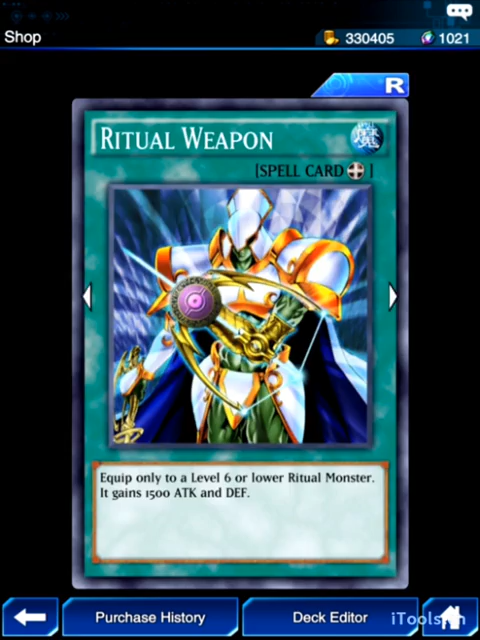 Shop
330405
1021
R
RITUAL WEAPON
[SPELL CARD ]
Equip only to a Level 6 or lower Ritual Monster.
It gains 1500 ATK and DEF.
Purchase History
Deck Editor